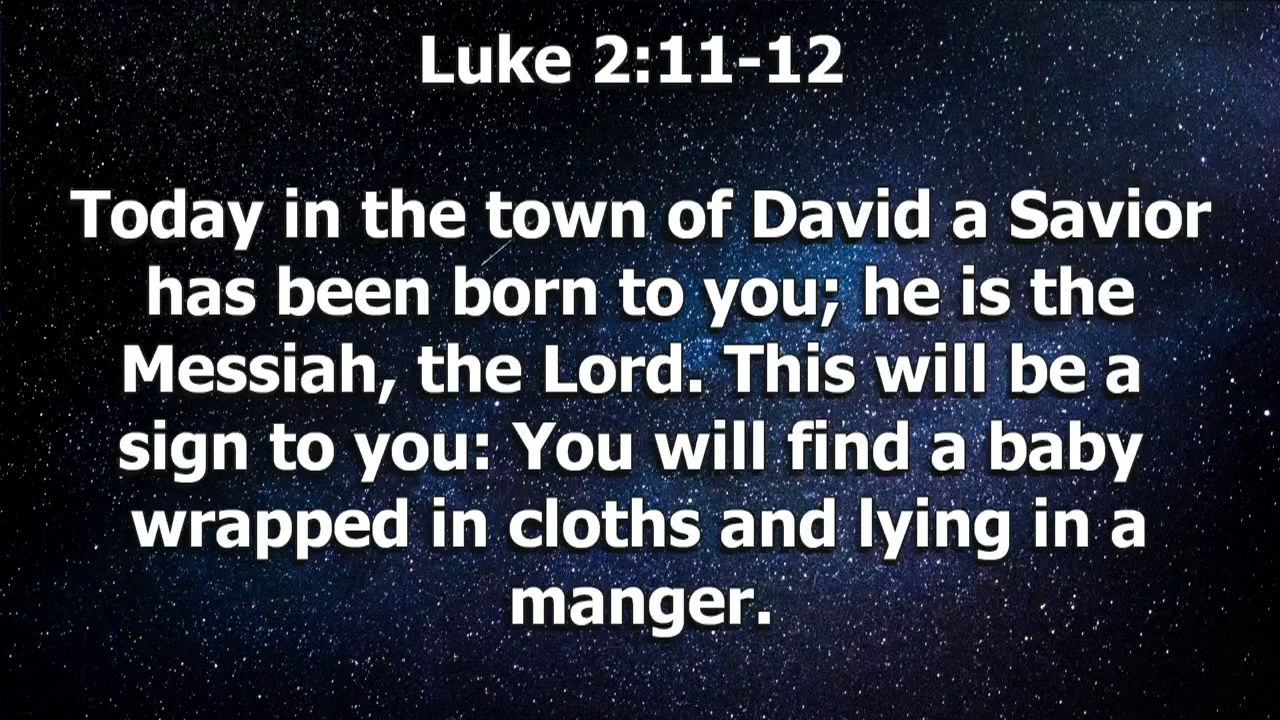 Luke 2:11-12
Today in the town of David a Savior
has been born to you; he is the
Messiah, the Lord. This will be a
sign to you: You will find a baby
wrapped in cloths and lying in a
manger.